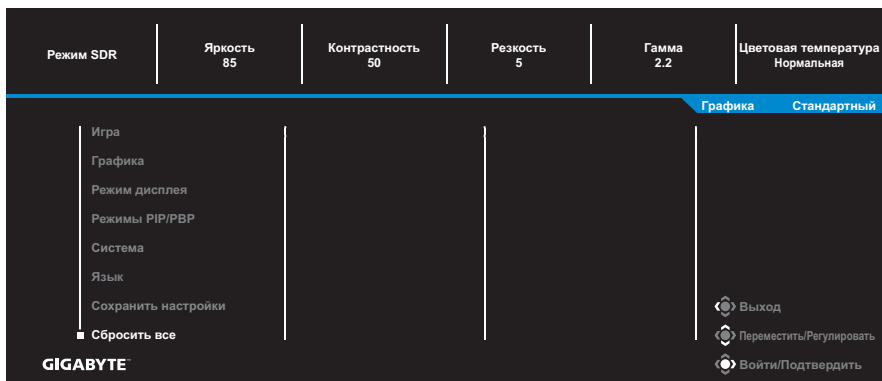 Режим SDR
Яркость
85
Контрастность
50
Резкость
5
Гамма
2.2
Цветовая температура
Нормальная
Графика Стандартный
Игра
Графика
Режим дисплея
Режимы PIP/PBP
Система
Язык
Сохранить настройки
Сбросить все
Выход
Переместить/Регулировать
Войти/Подтвердить
GIGABYTE™